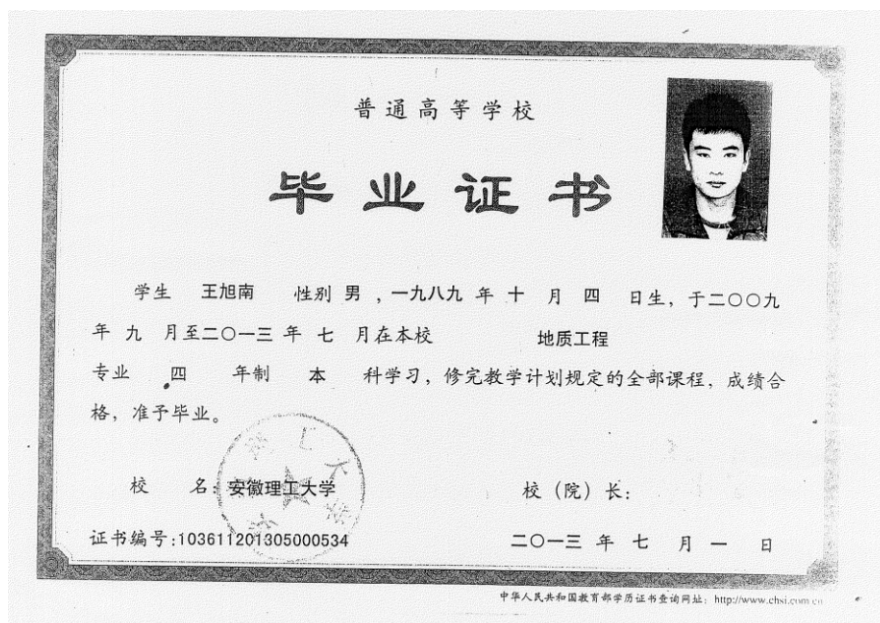 普通高等学校
毕业证书
学生 王旭南 性别 男 ,一九八九 年 十 月 四 日生，于二〇〇九
年 九 月至二〇一三 年 七 月在本校 地质工程
专业 四 年制 本 科学习，修完教学计划规定的全部课程，成绩合
格，准予毕业。
校 名: 安徽理工大学
校（院）长:
证书编号:103611201305000534
二〇一三 年 七 月 一 日
中华人民共和国教育部学历证书查询网址: http://www.chsi.com.cn